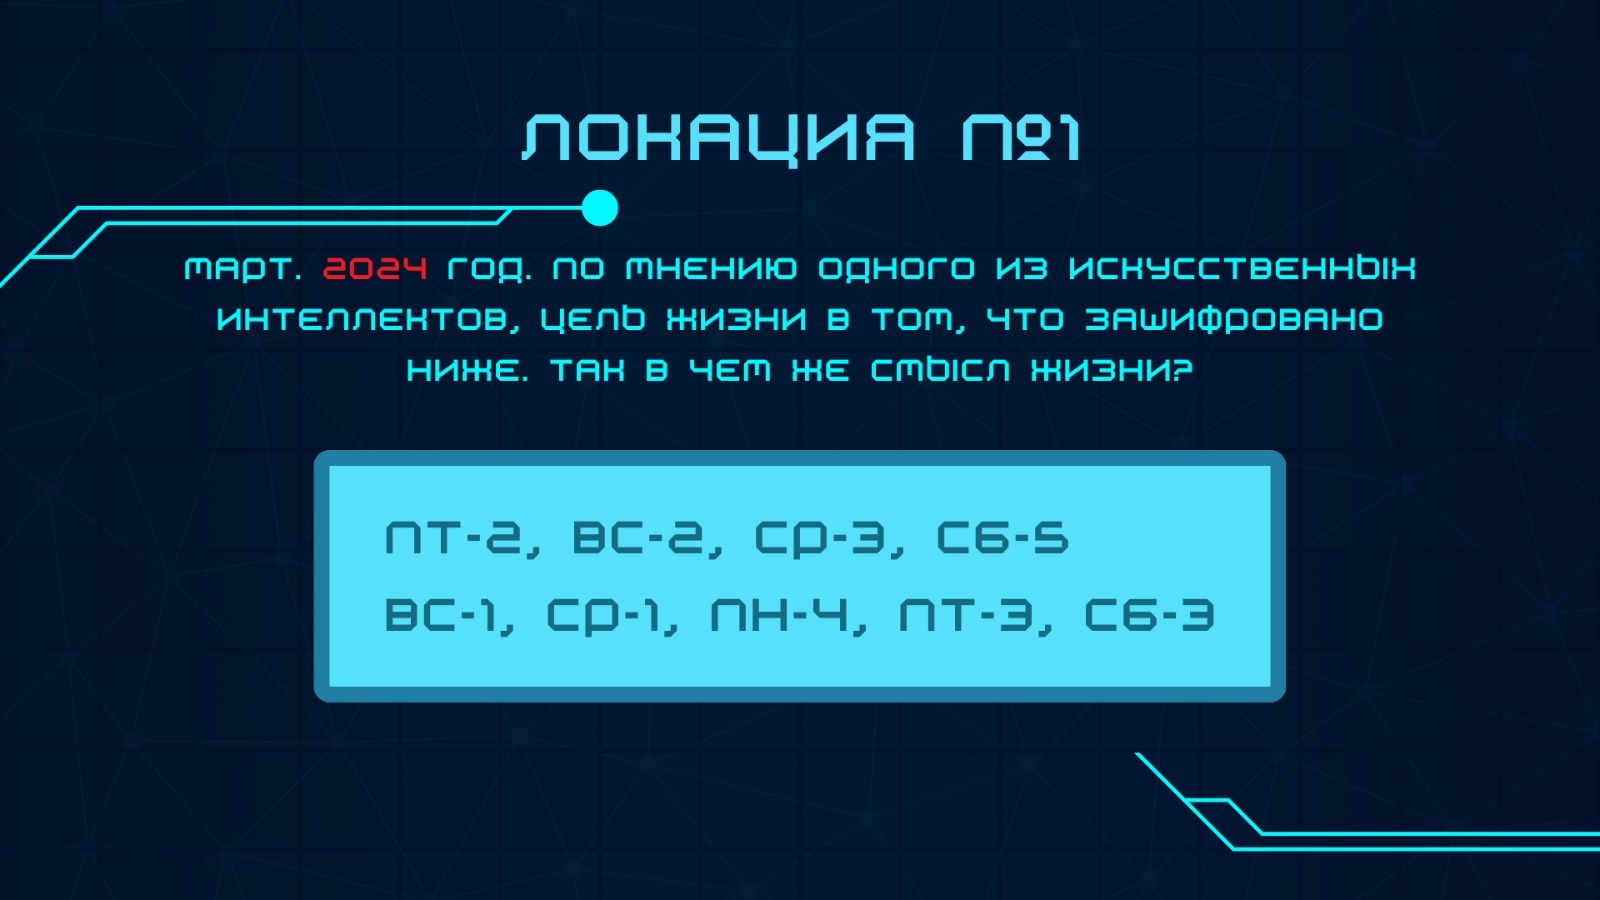 ЛОКАЦИЯ №1
МАРТ. 2024 ГОД. ПО МНЕНИЮ ОДНОГО ИЗ ИСКУССТВЕННЫХ
ИНТЕЛЛЕКТОВ, ЦЕЛЬ ЖИЗНИ В ТОМ, ЧТО ЗАШИФРОВАНО
НИЖЕ. ТАК В ЧЕМ ЖЕ СМЫСЛ ЖИЗНИ?
ПТ-2, ВС-2, СР-3, СБ-5
ВС-1, СР-1, ПН-4, ПТ-3, СБ-3